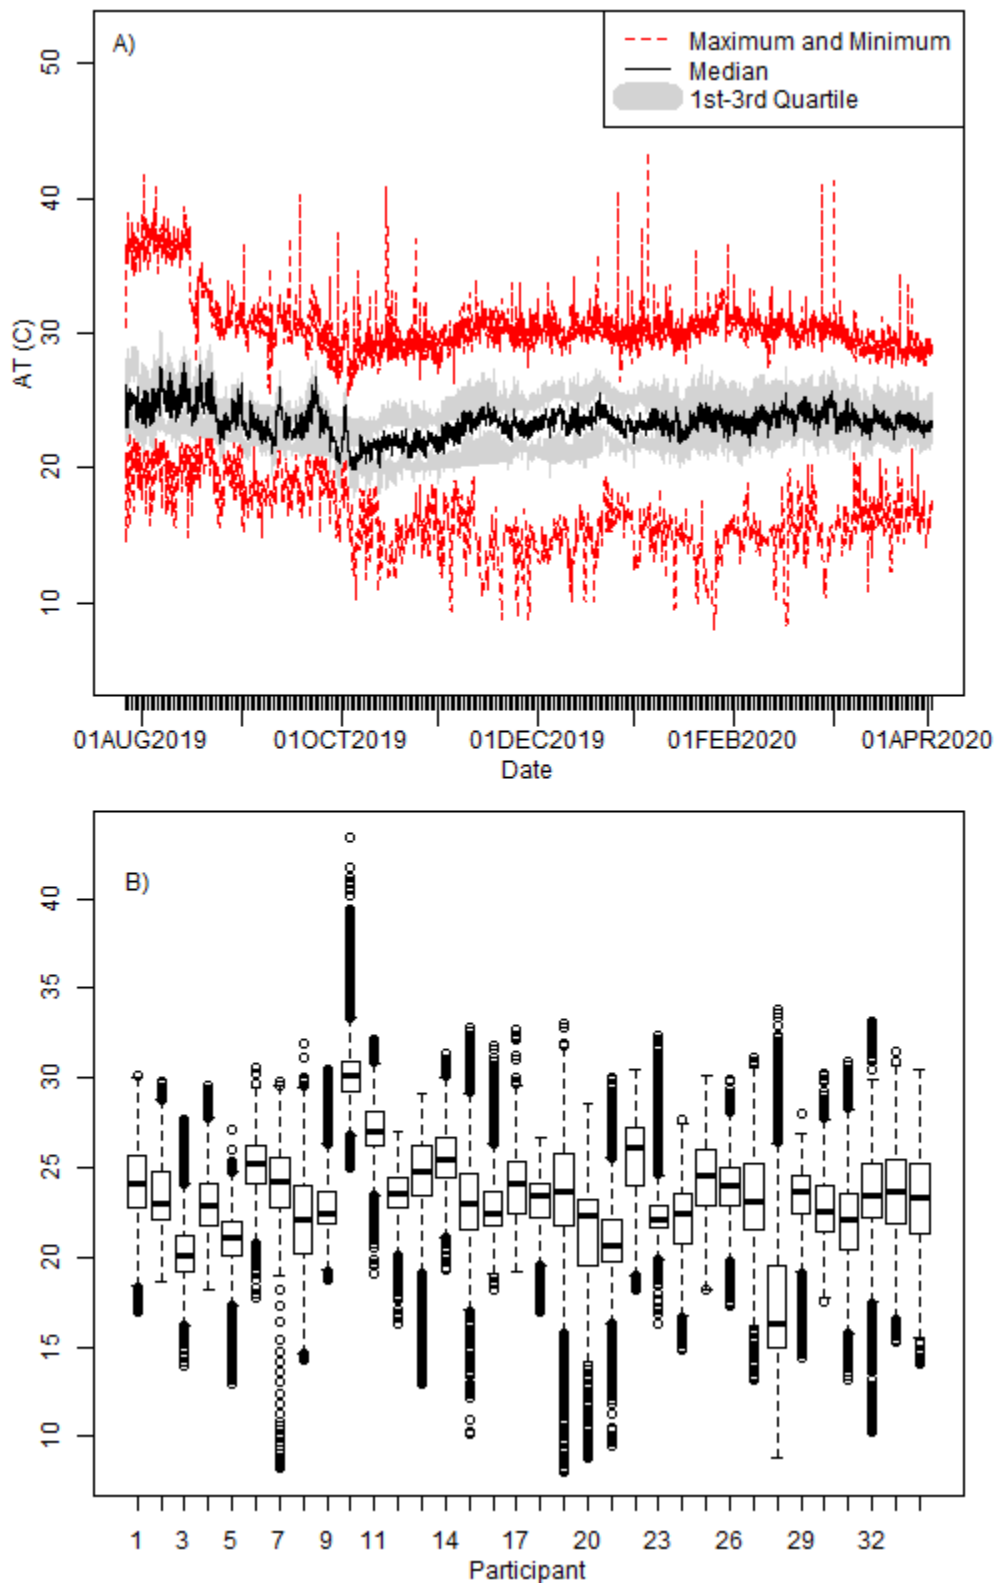 A)
Maximum and Minimum
Median
1st-3rd Quartile
50
40
30
20
10
AT (C)
01AUG2019 01OCT2019 01DEC2019 01FEB2020 01APR2020
Date
B)
40
35
30
25
20
15
10
1 3 5 7 9 11 14 17 20 23 26 29 32
Participant